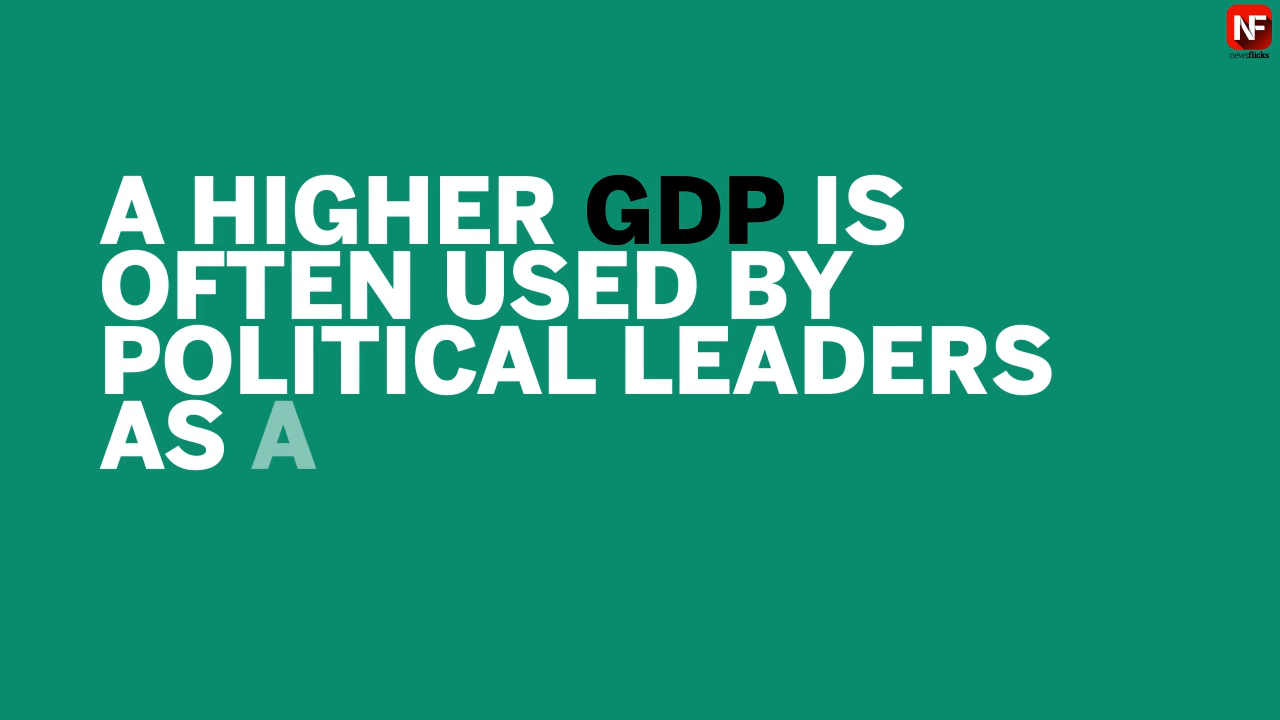 NF
newsflicks
A HIGHER GDP IS
OFTEN USED BY
POLITICAL LEADERS
AS A